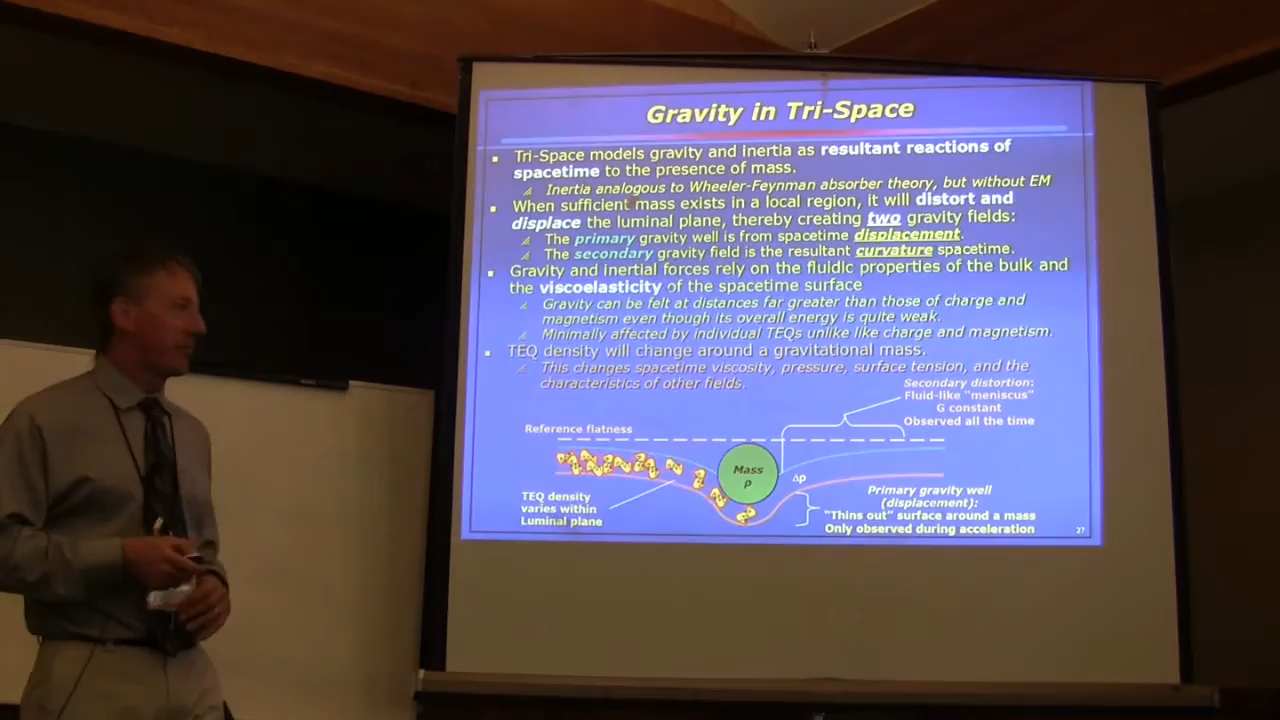 Gravity in Tri-Space
Tri-Space models gravity and inertia as resultant reactions of
spacetime to the presence of mass.
Inertia analogous to Wheeler-Feynman absorber theory, but without EM
When sufficient mass exists in a local region, it will distort and
displace the luminal plane, thereby creating two gravity fields:
The primary gravity well is from spacetime displacement.
The secondary gravity field is the resultant curvature spacetime.
Gravity and inertial forces rely on the fluidic properties of the bulk and
the viscoelasticity of the spacetime surface
Gravity can be felt at distances far greater than those of charge and
magnetism even though its overall energy is quite weak.
Minimally affected by individual TEQs unlike like charge and magnetism.
TEQ density will change around a gravitational mass.
This changes spacetime viscosity, pressure, surface tension, and the
characteristics of other fields.
Secondary distortion:
Fluid-like "meniscus"
G constant
Observed all the time
Reference flatness
Mass
ρ
Δp
TEQ density
varies within
Luminal plane
Primary gravity well
(displacement):
"Thins out" surface around a mass
Only observed during acceleration
27